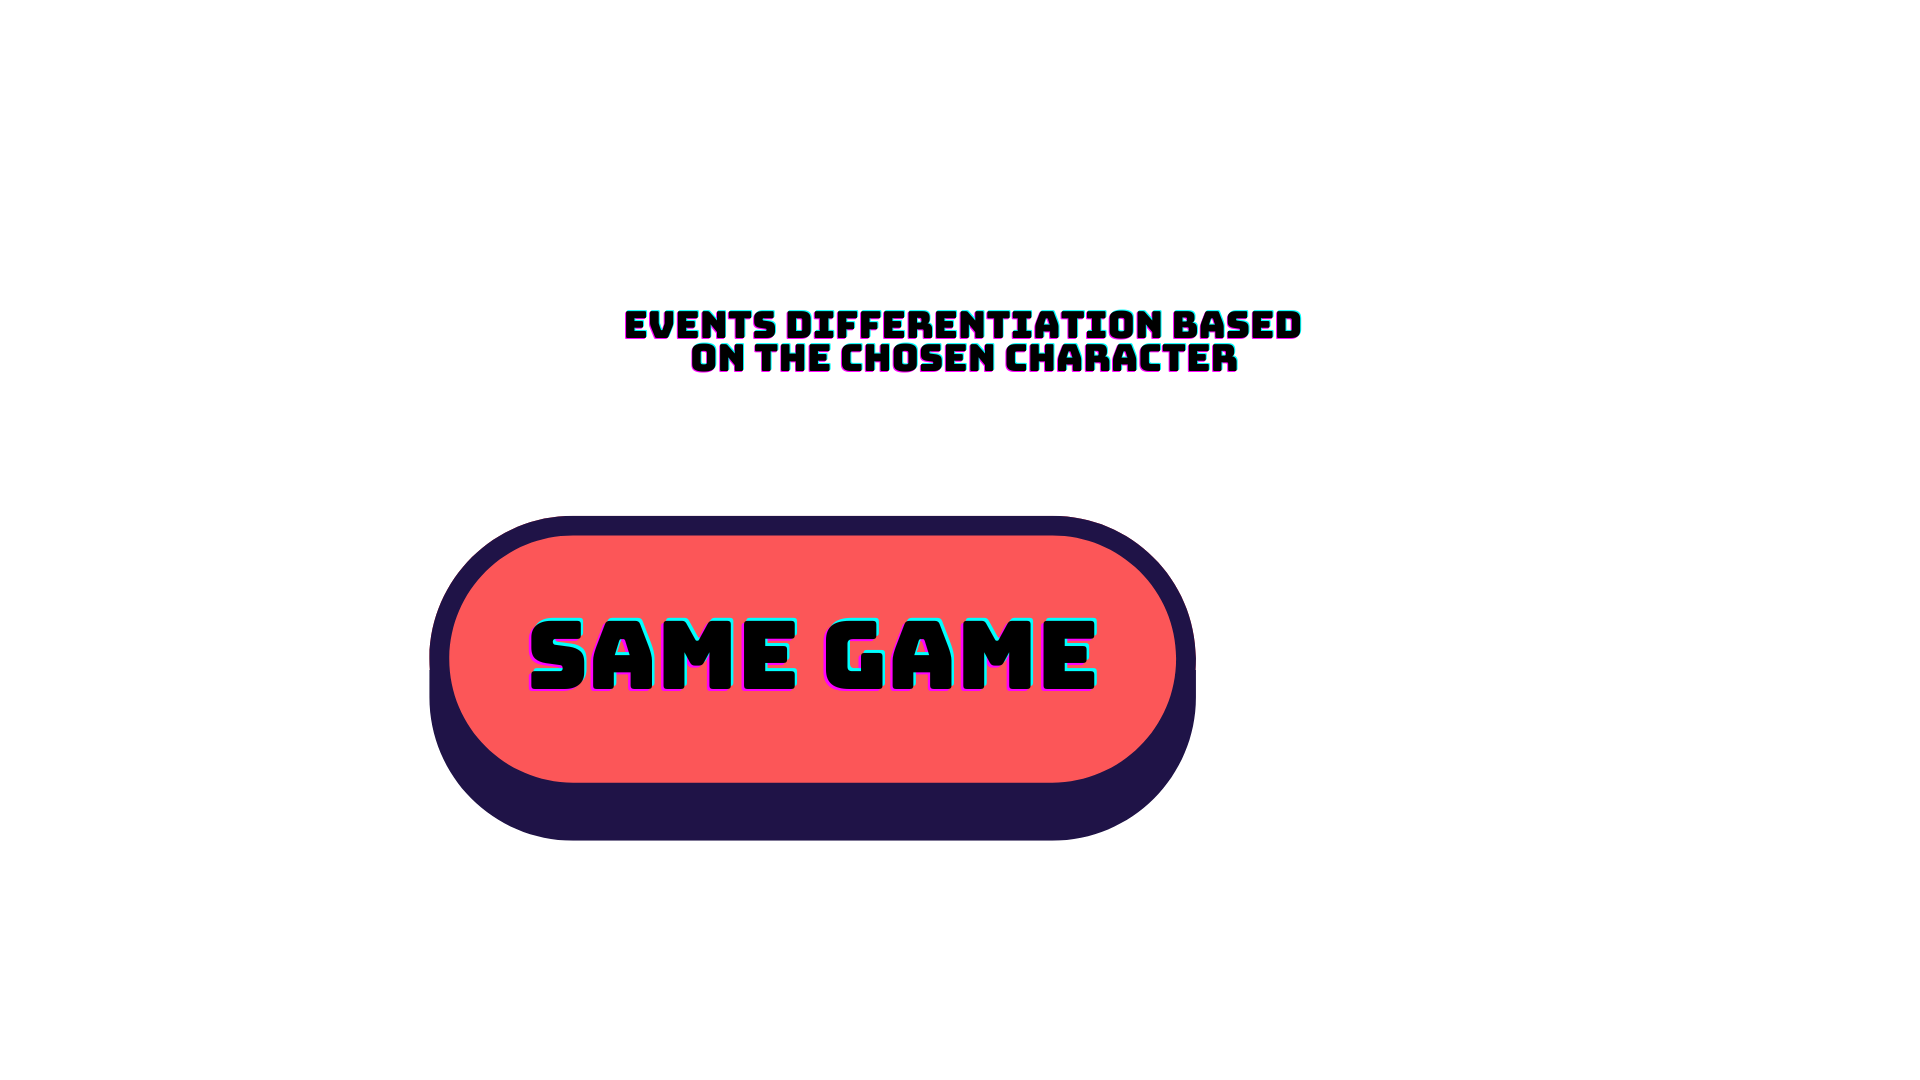 EVENTS DIFFERENTIATION BASED
ON THE CHOSEN CHARACTER
SAME GAME